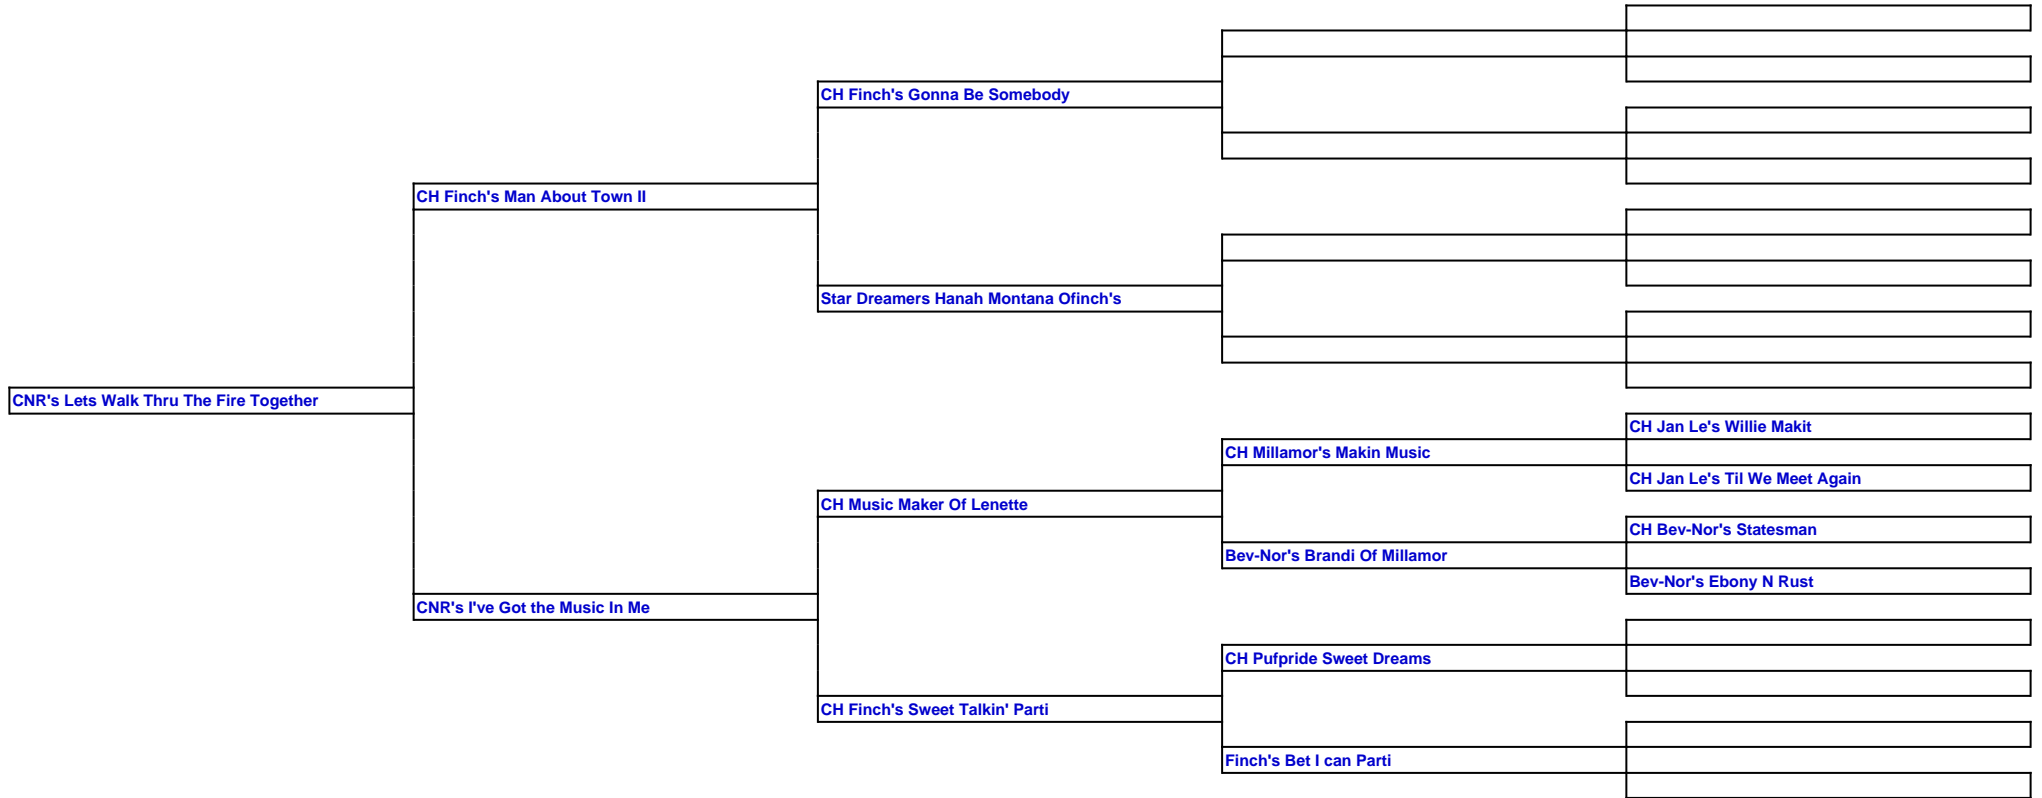 CH Finch's Gonna Be Somebody
CH Finch's Man About Town II
Star Dreamers Hanah Montana Ofinch's
CNR's Lets Walk Thru The Fire Together
CH Jan Le's Willie Makit
CH Millamor's Makin Music
CH Jan Le's Til We Meet Again
CH Music Maker Of Lenette
CH Bev-Nor's Statesman
Bev-Nor's Brandi Of Millamor
Bev-Nor's Ebony N Rust
CNR's I've Got the Music In Me
CH Pufpride Sweet Dreams
CH Finch's Sweet Talkin' Parti
Finch's Bet I can Parti